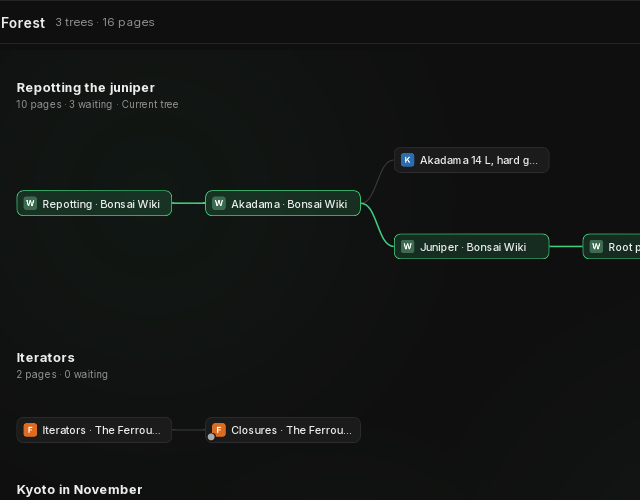 Forest 3 trees · 16 pages
Repotting the juniper
10 pages · 3 waiting · Current tree
K Akadama 14 L, hard g...
W Repotting · Bonsai Wiki
W Akadama · Bonsai Wiki
W Juniper · Bonsai Wiki
W Root p
Iterators
2 pages · 0 waiting
F Iterators · The Ferrou...
F Closures · The Ferrou...
Kyoto in November